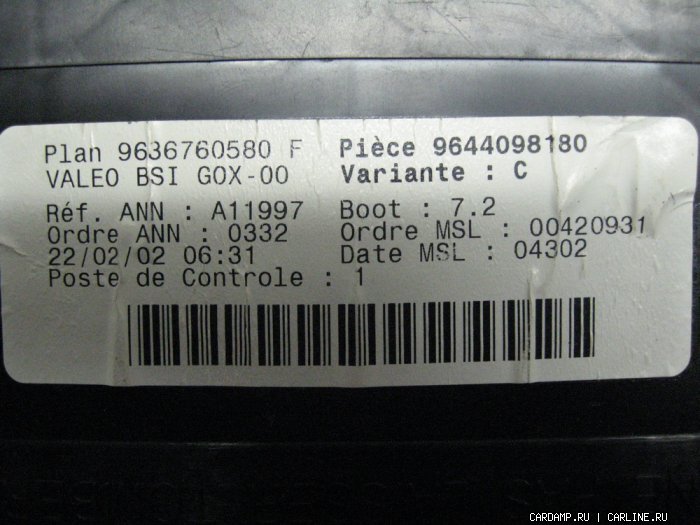 Plan 9636760580 F Pièce 9644098180
VALEO BSI GOX-00 Variante : C
Réf. ANN : A11997 Boot : 7.2
Ordre ANN : 0332 Ordre MSL : 00420931
22/02/02 06:31 Date MSL : 04302
Poste de Controle : 1
CARDAMP.RU | CARLINE.RU